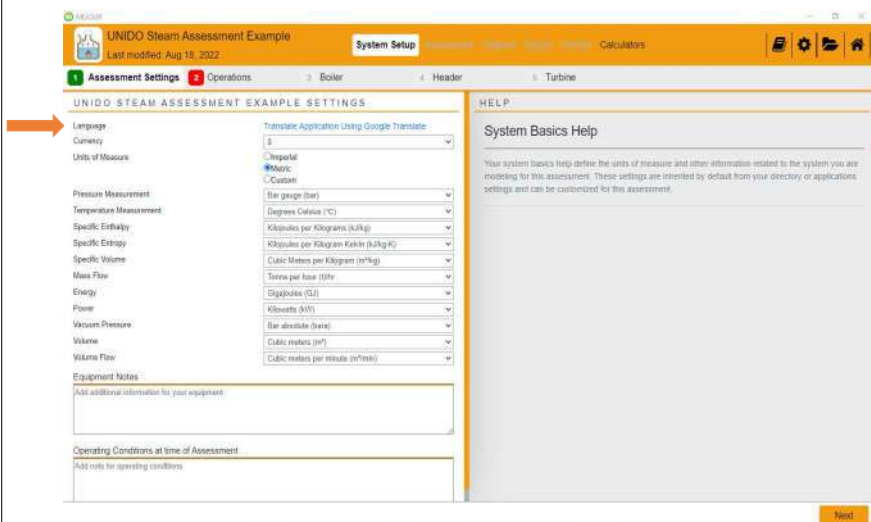 MEASUR
UNIDO Steam Assessment Example
Last modified: Aug 18, 2022
System Setup
Calculators
1 Assessment Settings 2 Operations 3 Boiler 4 Header 5 Turbine
UNIDO STEAM ASSESSMENT EXAMPLE SETTINGS
Language Translate Application Using Google Translate
Currency $
Units of Measure Imperial
Metric
Custom
Pressure Measurement Bar gauge (bar)
Temperature Measurement Degrees Celsius (°C)
Specific Enthalpy Kilojoules per Kilograms (kJ/kg)
Specific Entropy Kilojoules per Kilogram Kelvin (kJ/kg-K)
Specific Volume Cubic Meters per Kilogram (m³/kg)
Mass Flow Tonne per hour (t)/hr
Energy Gigajoules (GJ)
Power Kilowatts (kW)
Vacuum Pressure Bar absolute (bara)
Volume Cubic meters (m³)
Volume Flow Cubic meters per minute (m³/min)
Equipment Notes
Add additional information for your equipment
Operating Conditions at time of Assessment
Add note for operating conditions
HELP
System Basics Help
Your system basics help define the units of measure and other information related to the system you are
modeling for this assessment. These settings are inherited by default from your directory or applications
settings and can be customized for this assessment.
Next